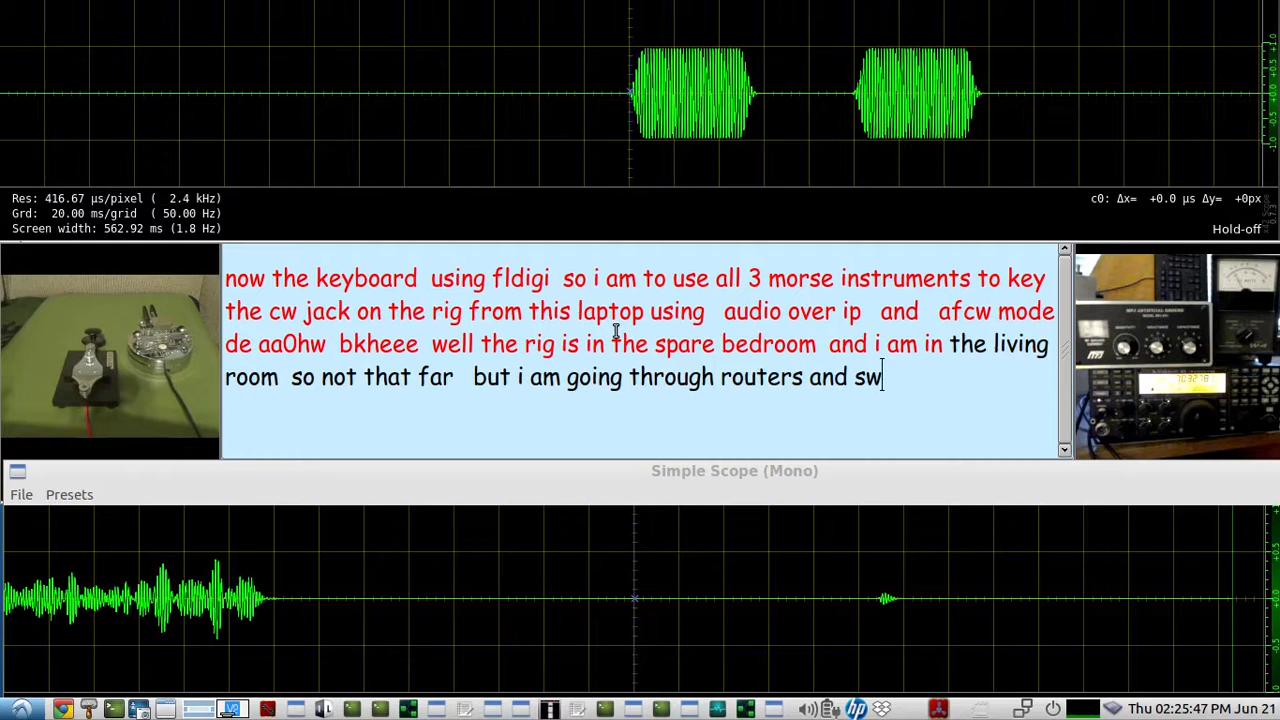 Res: 416.67 µs/pixel ( 2.4 kHz)
Grd: 20.00 ms/grid ( 50.00 Hz)
Screen width: 562.92 ms (1.8 Hz)
c0: Δx= +0.0 µs Δy= +0px
Hold-off
now the keyboard using fldigi so i am to use all 3 morse instruments to key
the cw jack on the rig from this laptop using audio over ip and afcw mode
de aa0hw bkheee well the rig is in the spare bedroom and i am in the living
room so not that far but i am going through routers and sw
Simple Scope (Mono)
File Presets
Thu 02:25:47 PM Jun 21